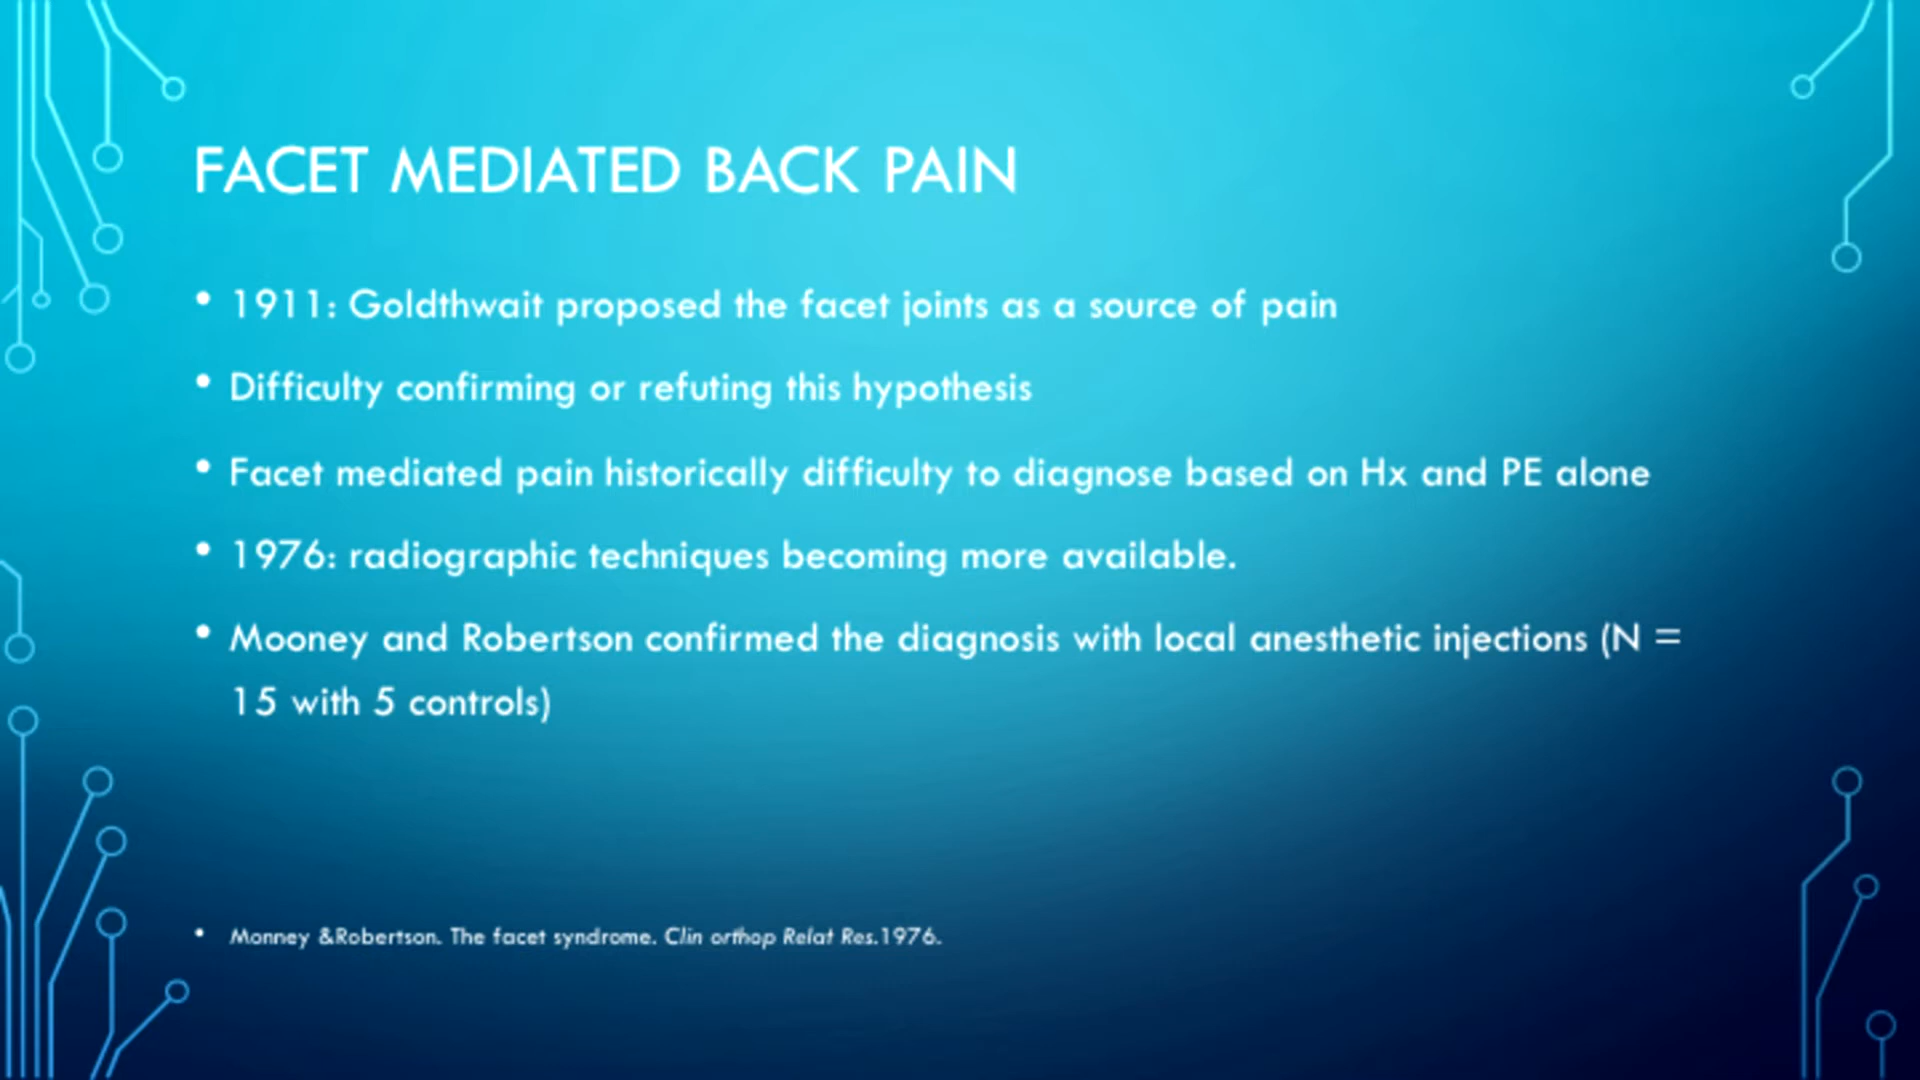 FACET MEDIATED BACK PAIN
• 1911: Goldthwait proposed the facet joints as a source of pain
• Difficulty confirming or refuting this hypothesis
• Facet mediated pain historically difficulty to diagnose based on Hx and PE alone
• 1976: radiographic techniques becoming more available.
• Mooney and Robertson confirmed the diagnosis with local anesthetic injections (N =
15 with 5 controls)
• Monney &Robertson. The facet syndrome. Clin orthop Relat Res.1976.